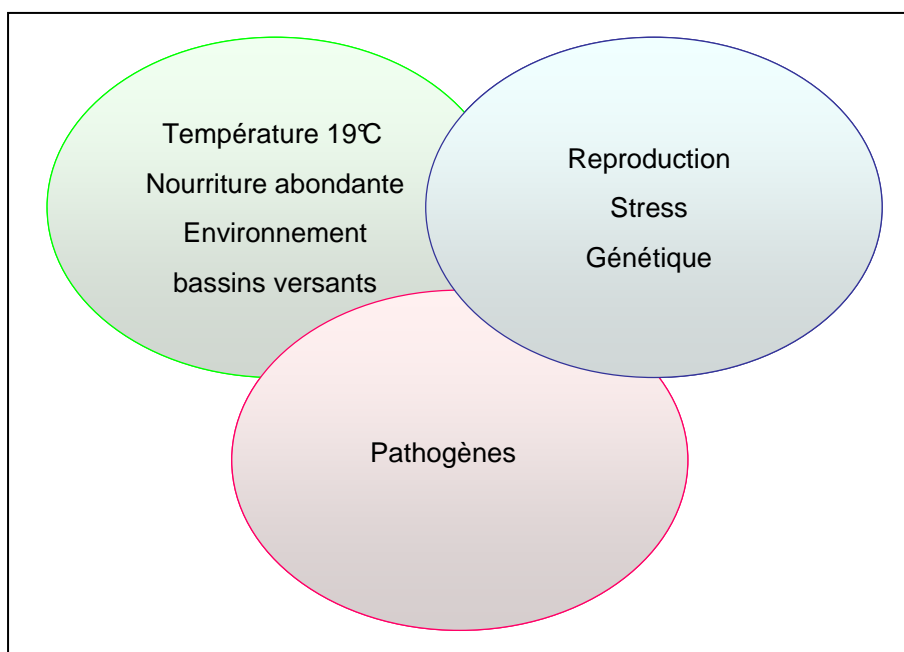 Température 19℃
Nourriture abondante
Environnement
bassins versants
Reproduction
Stress
Génétique
Pathogènes